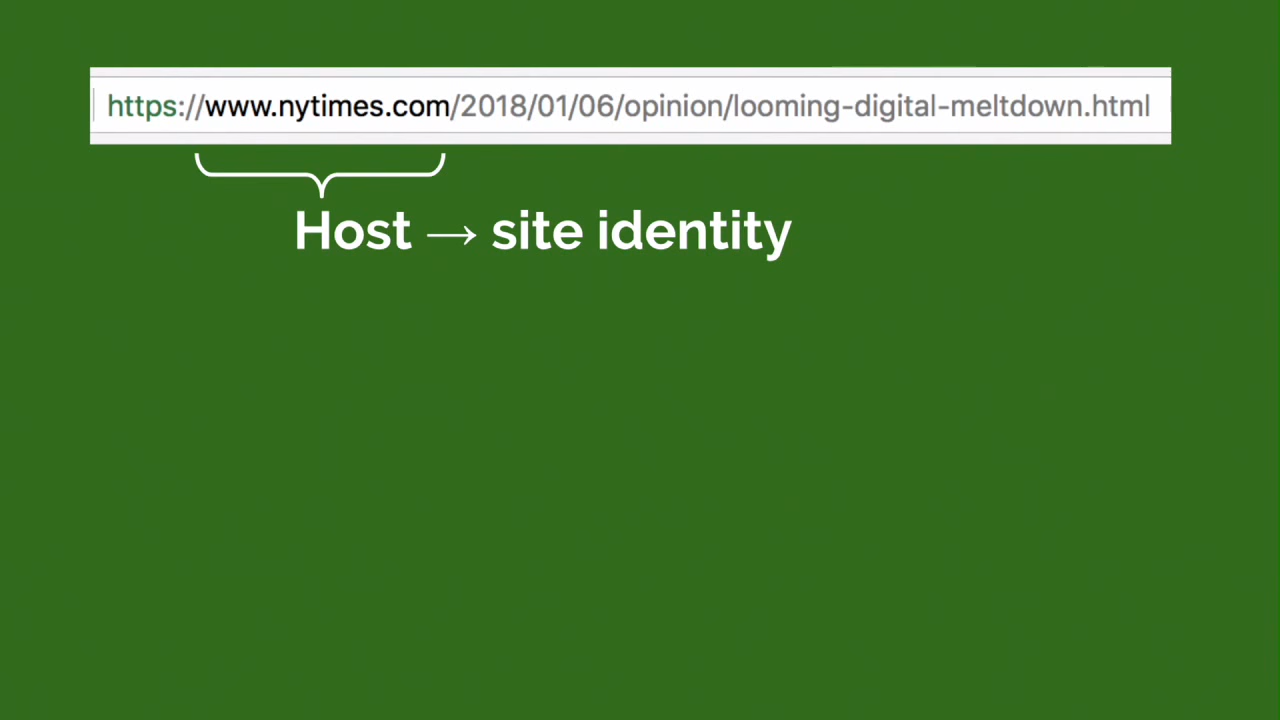 https://www.nytimes.com/2018/01/06/opinion/looming-digital-meltdown.html
Host → site identity